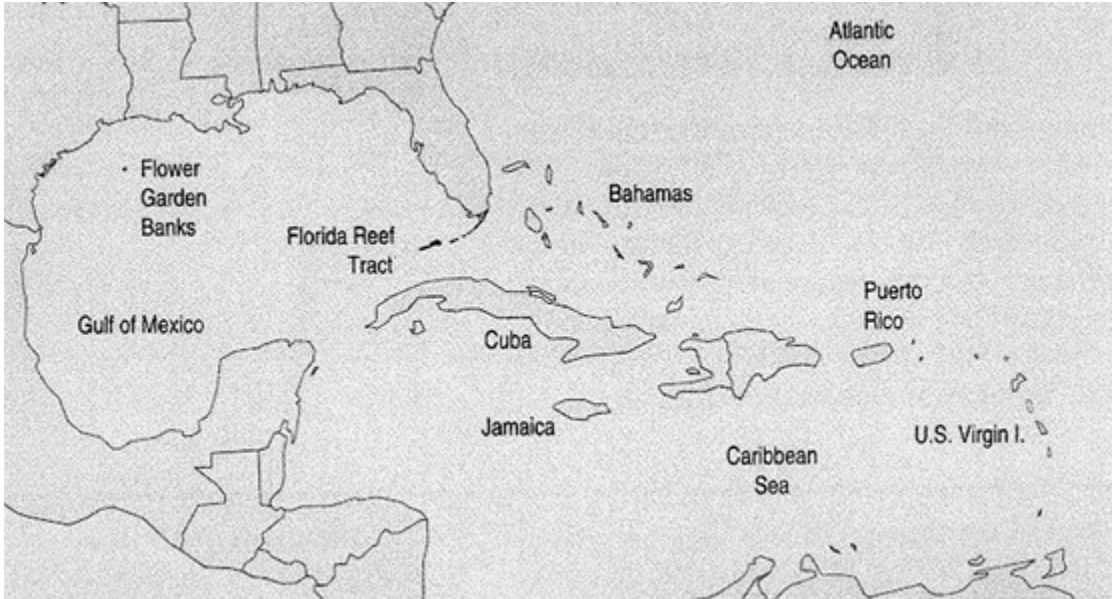 Atlantic
Ocean
Flower
Garden
Banks
Bahamas
Florida Reef
Tract
Puerto
Rico
Gulf of Mexico
Cuba
Jamaica
U.S. Virgin I.
Caribbean
Sea